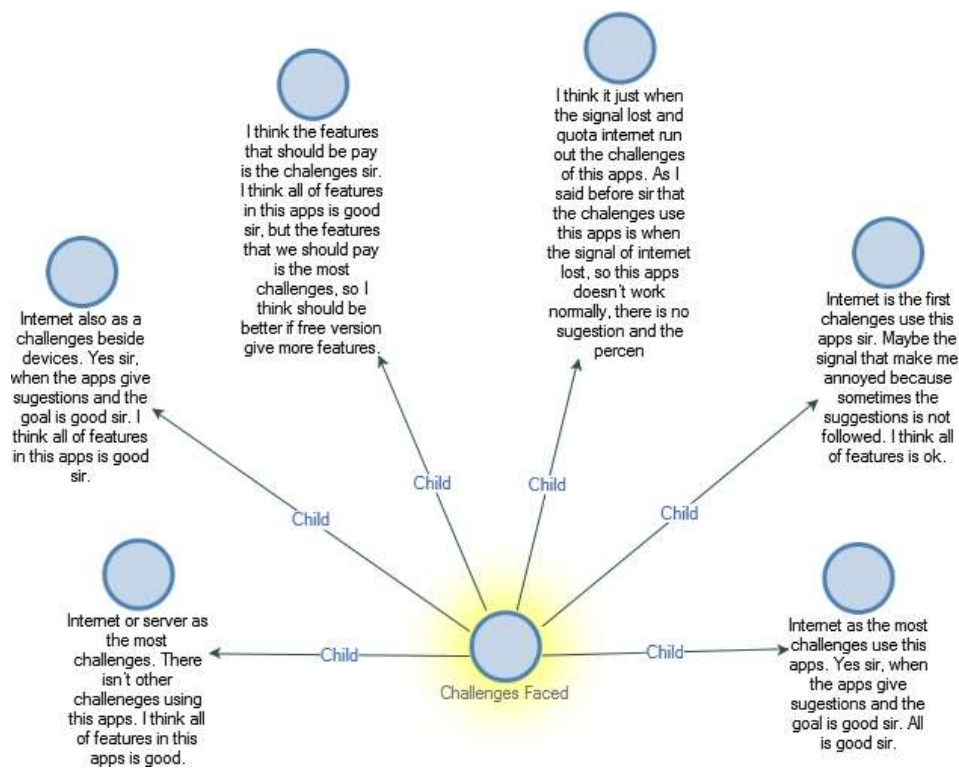 I think the features
that should be pay
is the chalenges sir.
I think all of features
in this apps is good
sir, but the features
that we should pay
is the most
challenges, so I
think should be
better if free version
give more features.
I think it just when
the signal lost and
quota internet run
out the challenges
of this apps. As I
said before sir that
the chalenges use
this apps is when
the signal of internet
lost, so this apps
doesn't work
normally, there is no
sugestion and the
percen
Internet also as a
challenges beside
devices. Yes sir,
when the apps give
sugestions and the
goal is good sir. I
think all of features
in this apps is good
sir.
Internet is the first
chalenges use this
apps sir. Maybe the
signal that make me
annoyed because
sometimes the
suggestions is not
followed. I think all
of features is ok.
Child
Child
Child
Child
Internet or server as
the most
challenges. There
isn't other
challeneges using
this apps. I think all
of features in this
apps is good.
Child
Child
Challenges Faced
Internet as the most
challenges use this
apps. Yes sir, when
the apps give
sugestions and the
goal is good sir. All
is good sir.